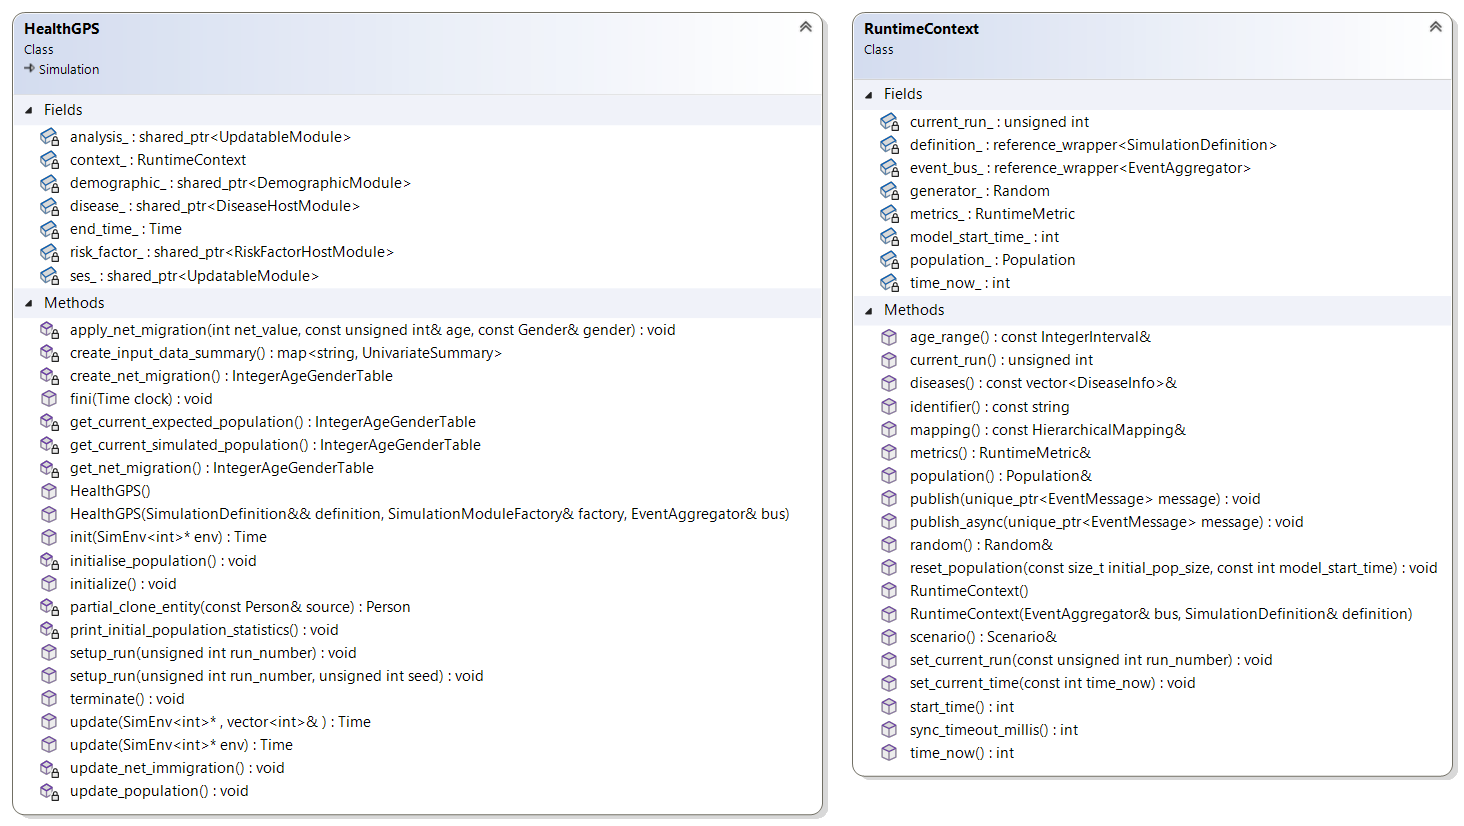 HealthGPS
Class
Simulation
Fields
analysis_ : shared_ptr<UpdatableModule>
context_ : RuntimeContext
demographic_ : shared_ptr<DemographicModule>
disease_ : shared_ptr<DiseaseHostModule>
end_time_ : Time
risk_factor_ : shared_ptr<RiskFactorHostModule>
ses_ : shared_ptr<UpdatableModule>
Methods
apply_net_migration(int net_value, const unsigned int& age, const Gender& gender) : void
create_input_data_summary() : map<string, UnivariateSummary>
create_net_migration() : IntegerAgeGenderTable
fini(Time clock) : void
get_current_expected_population() : IntegerAgeGenderTable
get_current_simulated_population() : IntegerAgeGenderTable
get_net_migration() : IntegerAgeGenderTable
HealthGPS()
HealthGPS(SimulationDefinition&& definition, SimulationModuleFactory& factory, EventAggregator& bus)
init(SimEnv<int>* env) : Time
initialise_population() : void
initialize() : void
partial_clone_entity(const Person& source) : Person
print_initial_population_statistics() : void
setup_run(unsigned int run_number) : void
setup_run(unsigned int run_number, unsigned int seed) : void
terminate() : void
update(SimEnv<int>* , vector<int>& ) : Time
update(SimEnv<int>* env) : Time
update_net_immigration() : void
update_population() : void
RuntimeContext
Class
Fields
current_run_ : unsigned int
definition_ : reference_wrapper<SimulationDefinition>
event_bus_ : reference_wrapper<EventAggregator>
generator_ : Random
metrics_ : RuntimeMetric
model_start_time_ : int
population_ : Population
time_now_ : int
Methods
age_range() : const IntegerInterval&
current_run() : unsigned int
diseases() : const vector<DiseaseInfo>&
identifier() : const string
mapping() : const HierarchicalMapping&
metrics() : RuntimeMetric&
population() : Population&
publish(unique_ptr<EventMessage> message) : void
publish_async(unique_ptr<EventMessage> message) : void
random() : Random&
reset_population(const size_t initial_pop_size, const int model_start_time) : void
RuntimeContext()
RuntimeContext(EventAggregator& bus, SimulationDefinition& definition)
scenario() : Scenario&
set_current_run(const unsigned int run_number) : void
set_current_time(const int time_now) : void
start_time() : int
sync_timeout_millis() : int
time_now() : int